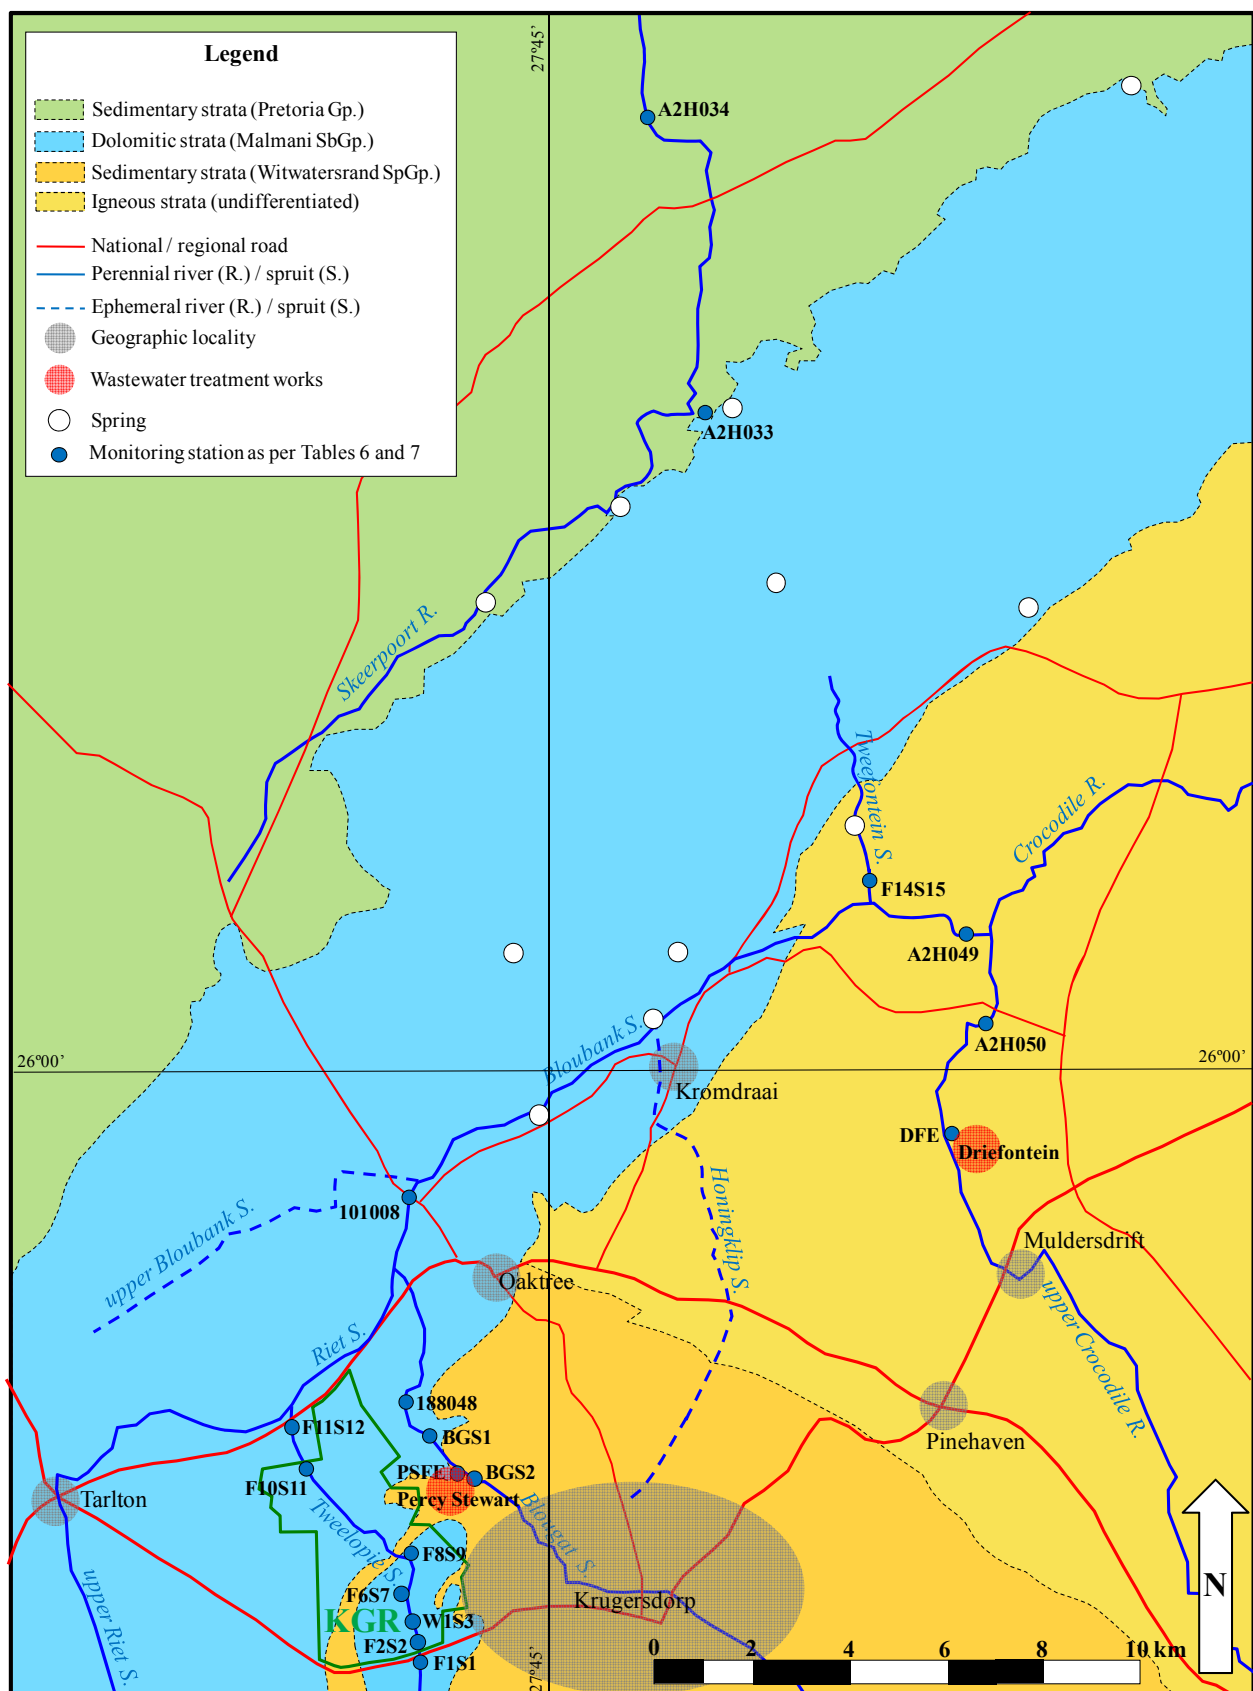 Legend
Sedimentary strata (Pretoria Gp.)
Dolomitic strata (Malmani SbGp.)
Sedimentary strata (Witwatersrand SpGp.)
Igneous strata (undifferentiated)
National / regional road
Perennial river (R.) / spruit (S.)
Ephemeral river (R.) / spruit (S.)
Geographic locality
Wastewater treatment works
Spring
Monitoring station as per Tables 6 and 7
27°45’
A2H034
A2H033
Skeerpoort R.
Tweefontein S.
Crocodile R.
F14S15
A2H049
A2H050
Bloubank S.
26°00’
26°00’
Kromdraai
DFE
Driefontein
Honingklip S.
101008
upper Bloubank S.
Muldersdrift
Oaktree
upper Crocodile R.
Riet S.
188048
F11S12
BGS1
Pinehaven
PSFE
BGS2
F10S11
Percy Stewart
Tarlton
Blougat S.
Tweelopie S.
F8S9
F6S7
Krugersdorp
KGR
W1S3
F2S2
F1S1
upper Riet S.
27°45’
N
0 2 4 6 8 10 km